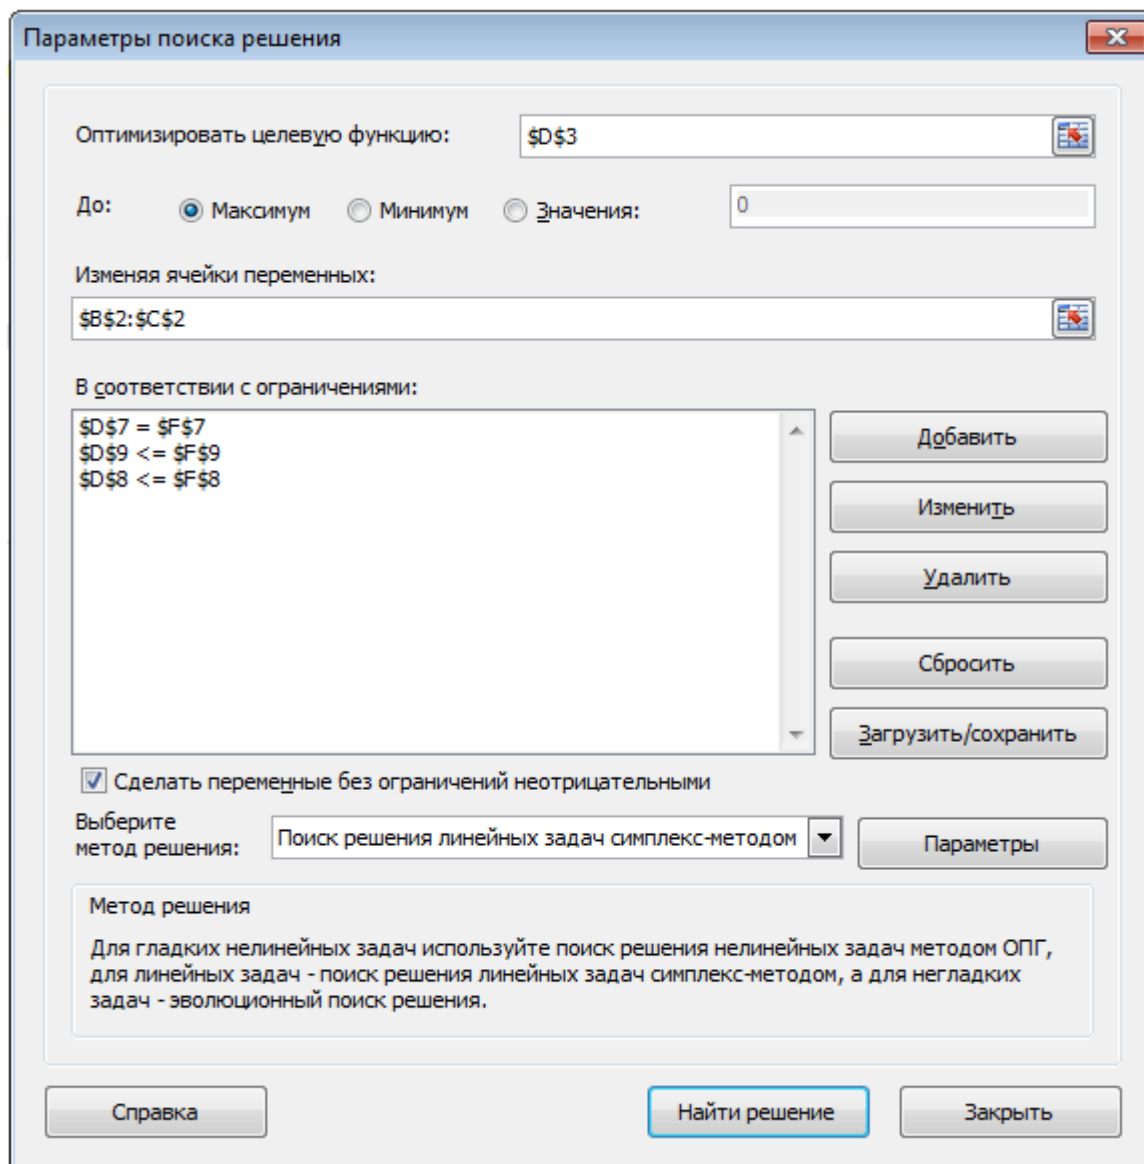 Параметры поиска решения
Оптимизировать целевую функцию: $D$3
До: Максимум Минимум Значения: 0
Изменяя ячейки переменных:
$B$2:$C$2
В соответствии с ограничениями:
$D$7 = $F$7
$D$9 <= $F$9
$D$8 <= $F$8
Добавить
Изменить
Удалить
Сбросить
Загрузить/сохранить
Сделать переменные без ограничений неотрицательными
Выберите
метод решения:
Поиск решения линейных задач симплекс-методом
Параметры
Метод решения
Для гладких нелинейных задач используйте поиск решения нелинейных задач методом ОПГ,
для линейных задач - поиск решения линейных задач симплекс-методом, а для негладких
задач - эволюционный поиск решения.
Справка Найти решение Закрыть